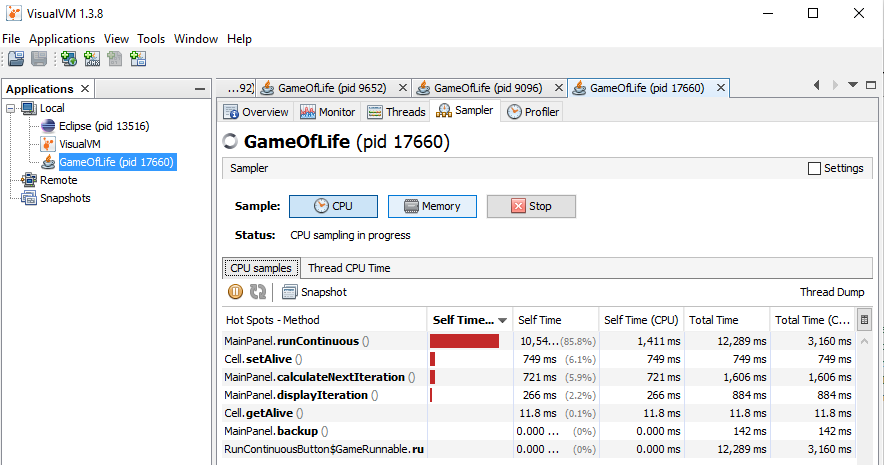 VisualVM 1.3.8
File Applications View Tools Window Help
Applications
...92) GameOfLife (pid 9652) GameOfLife (pid 9096) GameOfLife (pid 17660)
Local
Eclipse (pid 13516)
VisualVM
GameOfLife (pid 17660)
Remote
Snapshots
Overview Monitor Threads Sampler Profiler
GameOfLife (pid 17660)
Sampler Settings
Sample: CPU Memory Stop
Status: CPU sampling in progress
CPU samples Thread CPU Time
Snapshot Thread Dump
Hot Spots - Method Self Time... Self Time Self Time (CPU) Total Time Total Time (C...
MainPanel.runContinuous () 10,54... (85.8%) 1,411 ms 12,289 ms 3,160 ms
Cell.setAlive () 749 ms (6.1%) 749 ms 749 ms 749 ms
MainPanel.calculateNextIteration () 721 ms (5.9%) 721 ms 1,606 ms 1,606 ms
MainPanel.displayIteration () 266 ms (2.2%) 266 ms 884 ms 884 ms
Cell.getAlive () 11.8 ms (0.1%) 11.8 ms 11.8 ms 11.8 ms
MainPanel.backup () 0.000 ... (0%) 0.000 ms 142 ms 142 ms
RunContinuousButton$GameRunnable.ru 0.000 ... (0%) 0.000 ms 12,289 ms 3,160 ms